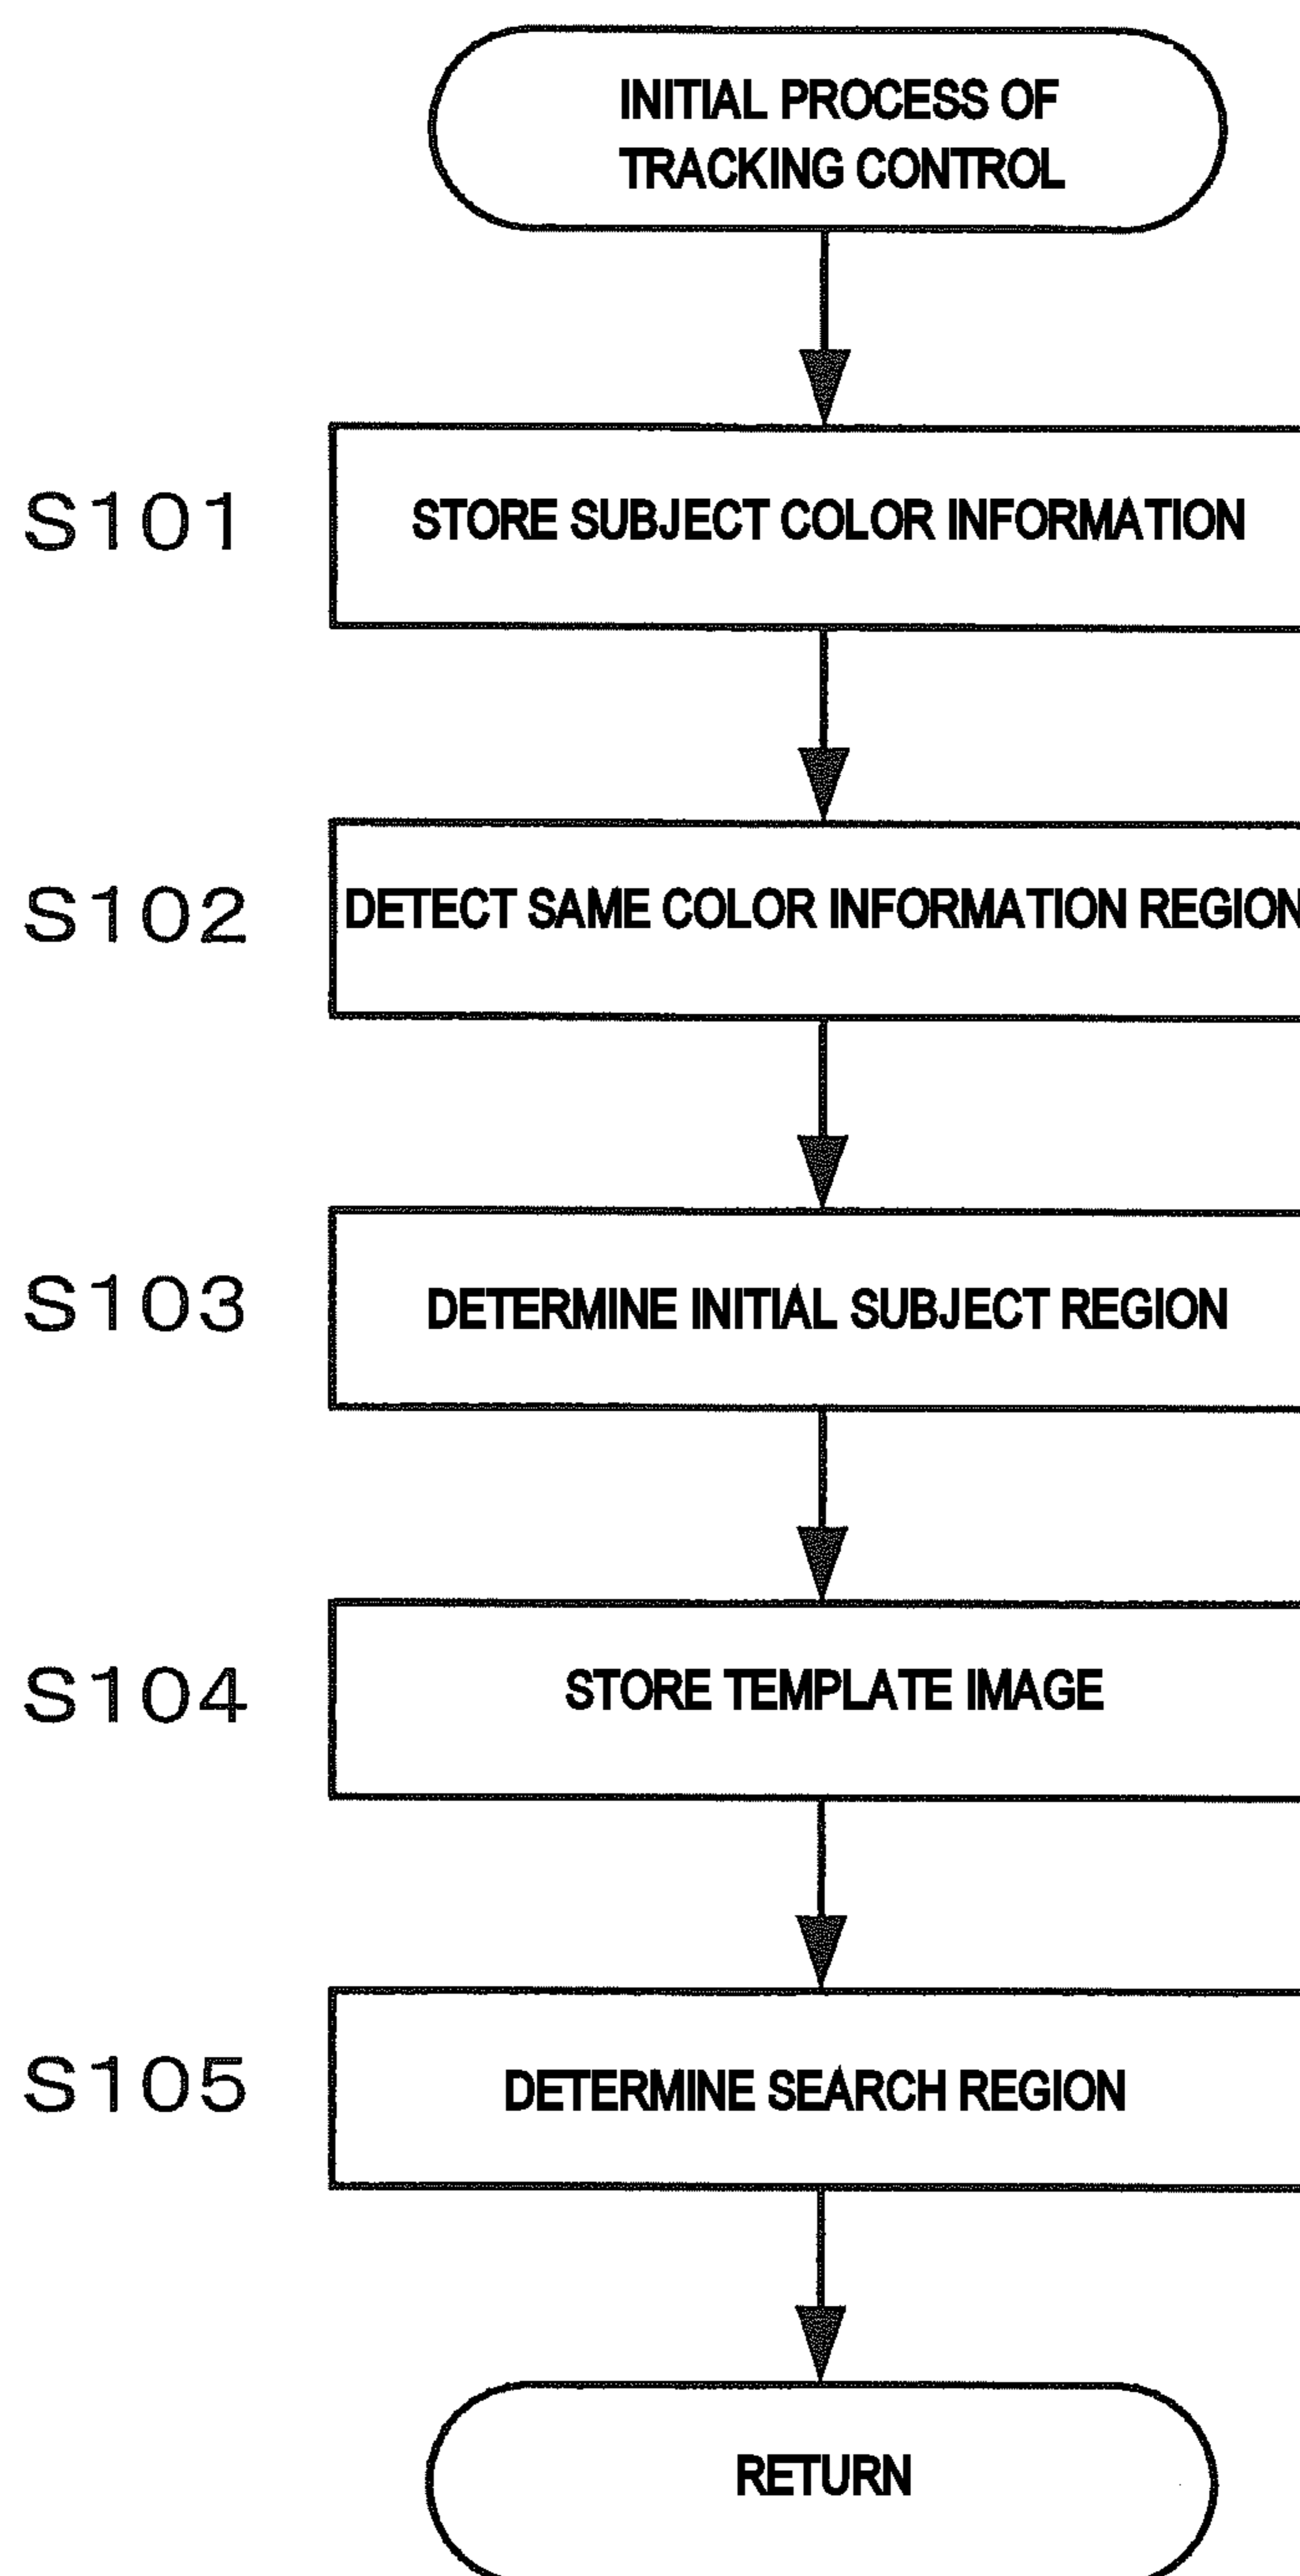 INITIAL PROCESS OF
TRACKING CONTROL
S101
STORE SUBJECT COLOR INFORMATION
S102
DETECT SAME COLOR INFORMATION REGION
S103
DETERMINE INITIAL SUBJECT REGION
S104
STORE TEMPLATE IMAGE
S105
DETERMINE SEARCH REGION
RETURN